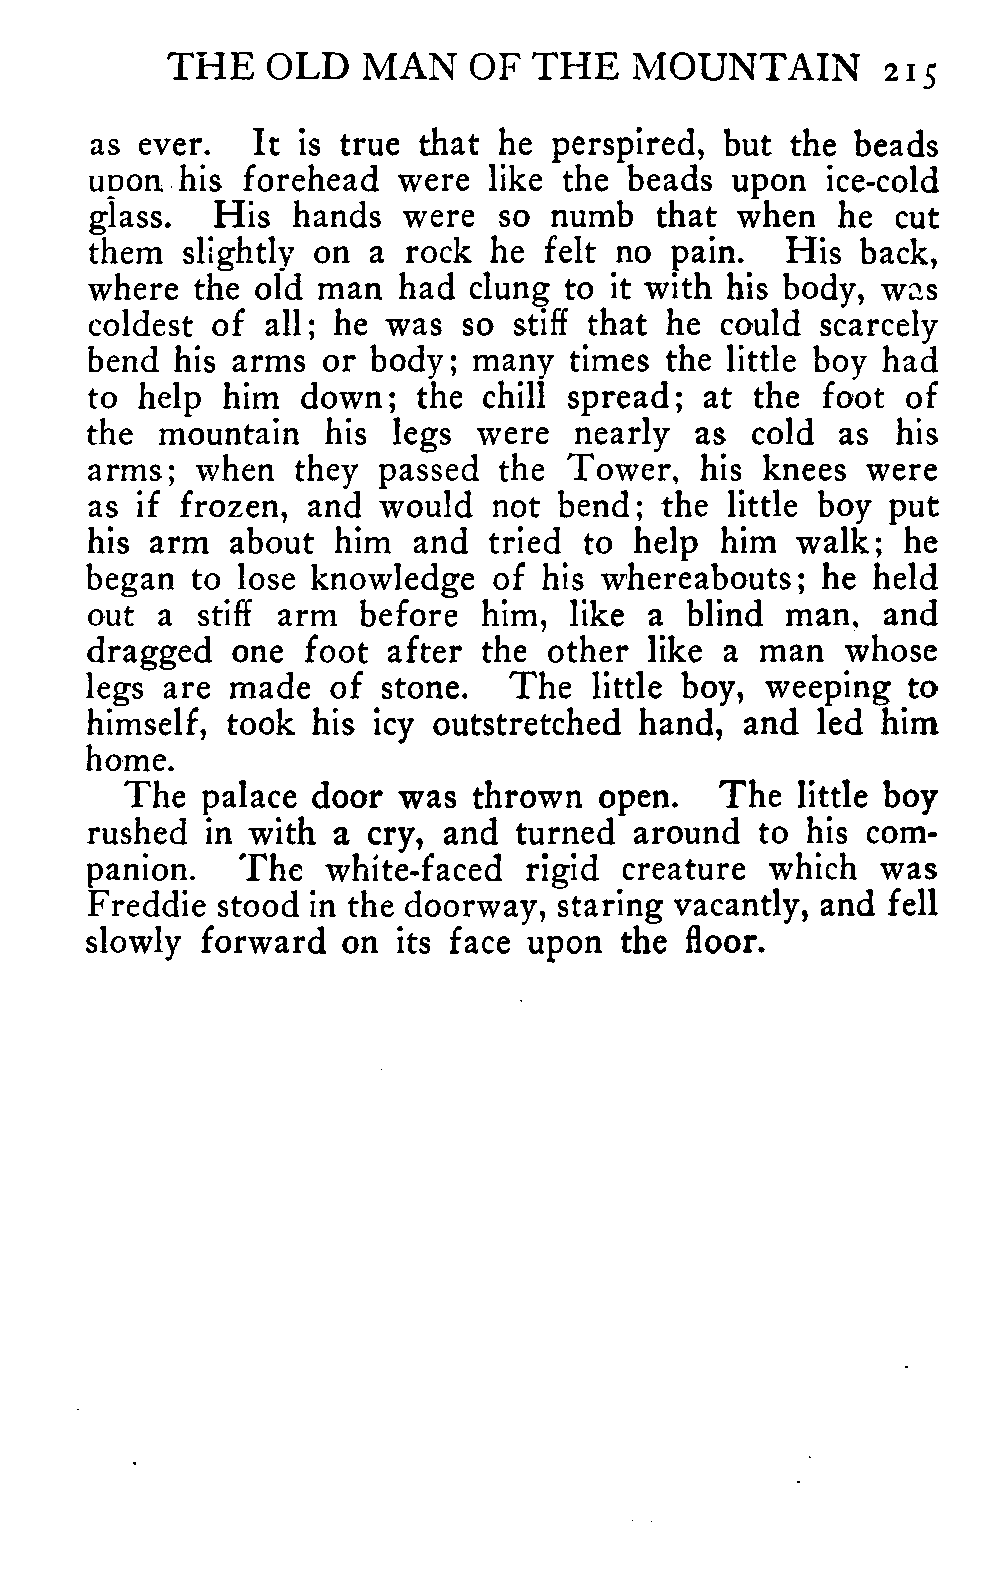 THE OLD MAN OF THE MOUNTAIN 215
as ever. It is true that he perspired, but the beads
upon his forehead were like the beads upon ice-cold
glass. His hands were so numb that when he cut
them slightly on a rock he felt no pain. His back,
where the old man had clung to it with his body, was
coldest of all; he was so stiff that he could scarcely
bend his arms or body; many times the little boy had
to help him down; the chill spread; at the foot of
the mountain his legs were nearly as cold as his
arms; when they passed the Tower, his knees were
as if frozen, and would not bend; the little boy put
his arm about him and tried to help him walk; he
began to lose knowledge of his whereabouts; he held
out a stiff arm before him, like a blind man, and
dragged one foot after the other like a man whose
legs are made of stone. The little boy, weeping to
himself, took his icy outstretched hand, and led him
home.
The palace door was thrown open. The little boy
rushed in with a cry, and turned around to his com-
panion. The white-faced rigid creature which was
Freddie stood in the doorway, staring vacantly, and fell
slowly forward on its face upon the floor.